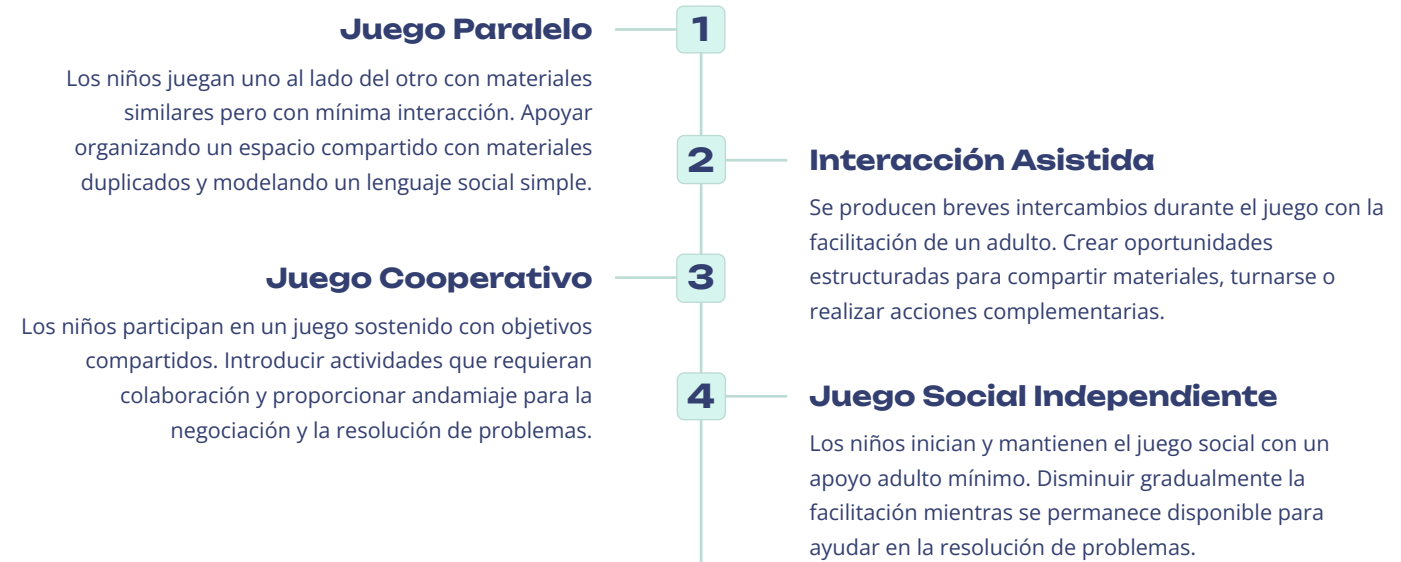 Juego Paralelo
1
Los niños juegan uno al lado del otro con materiales
similares pero con mínima interacción. Apoyar
organizando un espacio compartido con materiales
duplicados y modelando un lenguaje social simple.
2
Interacción Asistida
Se producen breves intercambios durante el juego con la
facilitación de un adulto. Crear oportunidades
estructuradas para compartir materiales, turnarse o
realizar acciones complementarias.
Juego Cooperativo
3
Los niños participan en un juego sostenido con objetivos
compartidos. Introducir actividades que requieran
colaboración y proporcionar andamiaje para la
negociación y la resolución de problemas.
4
Juego Social Independiente
Los niños inician y mantienen el juego social con un
apoyo adulto mínimo. Disminuir gradualmente la
facilitación mientras se permanece disponible para
ayudar en la resolución de problemas.